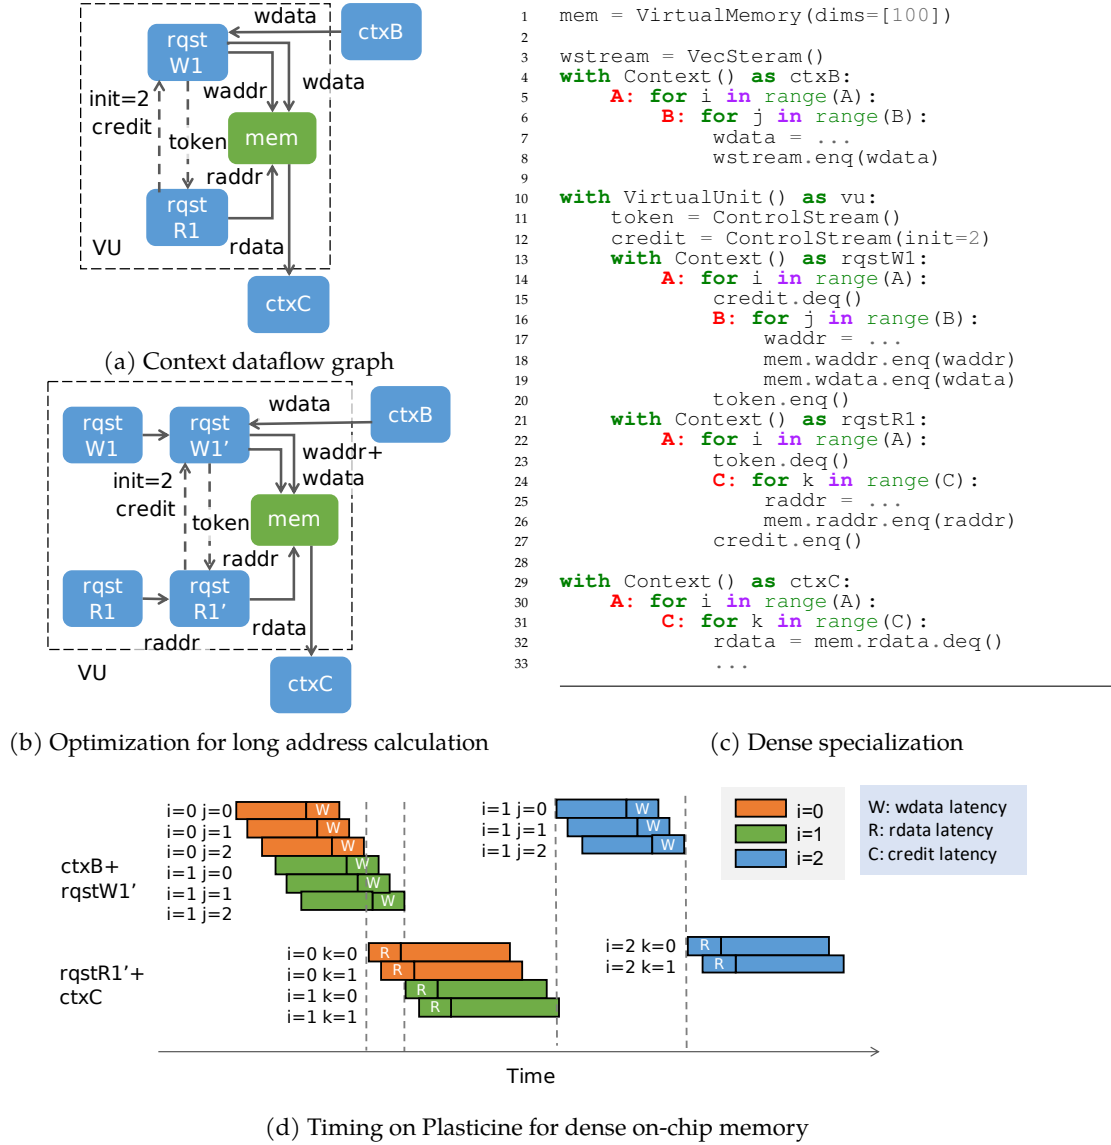 wdata
ctxB
rqst
W1
wdata
waddr
init=2
credit
token
mem
raddr
rqst
R1
VU
rdata
ctxC
(a) Context dataflow graph
wdata
ctxB
rqst
W1
rqst
W1’
waddr+
wdata
init=2
credit
token
mem
raddr
rqst
R1
rqst
R1’
raddr
rdata
VU
ctxC
(b) Optimization for long address calculation
1 mem = VirtualMemory(dims=[100])
2
3 wstream = VecSteram()
4 with Context() as ctxB:
5 A: for i in range(A):
6 B: for j in range(B):
7 wdata = ...
8 wstream.enq(wdata)
9
10 with VirtualUnit() as vu:
11 token = ControlStream()
12 credit = ControlStream(init=2)
13 with Context() as rqstW1:
14 A: for i in range(A):
15 credit.deq()
16 B: for j in range(B):
17 waddr = ...
18 mem.waddr.enq(waddr)
19 mem.wdata.enq(wdata)
20 token.enq()
21 with Context() as rqstR1:
22 A: for i in range(A):
23 token.deq()
24 C: for k in range(C):
25 raddr = ...
26 mem.raddr.enq(raddr)
27 credit.enq()
28
29 with Context() as ctxC:
30 A: for i in range(A):
31 C: for k in range(C):
32 rdata = mem.rdata.deq()
33 ...
(c) Dense specialization
i=0 j=0 W
i=0 j=1 W
i=0 j=2 W
i=1 j=0 W
i=1 j=1 W
i=1 j=2 W
ctxB+
rqstW1’
i=1 j=0 W
i=1 j=1 W
i=1 j=2 W
i=0
i=1
i=2
W: wdata latency
R: rdata latency
C: credit latency
rqstR1’+
ctxC
i=0 k=0 R
i=0 k=1 R
i=1 k=0 R
i=1 k=1 R
i=2 k=0 R
i=2 k=1 R
Time
(d) Timing on Plasticine for dense on-chip memory